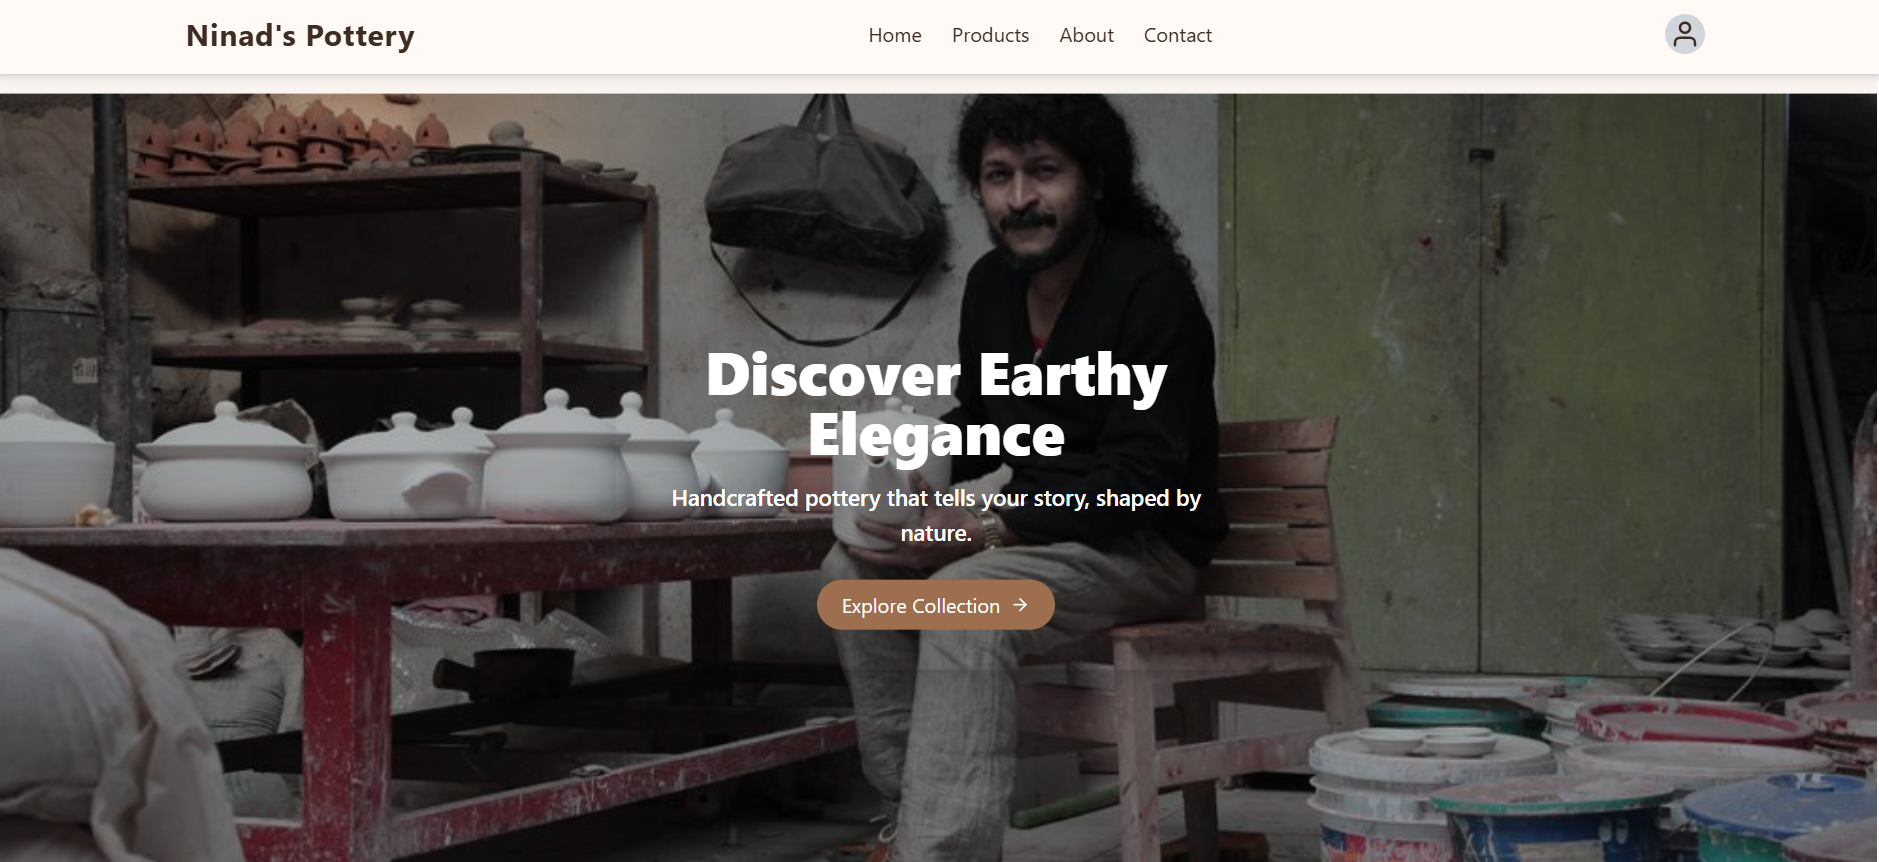 Ninad's Pottery
Home Products About Contact
Discover Earthy
Elegance
Handcrafted pottery that tells your story, shaped by
nature.
Explore Collection →